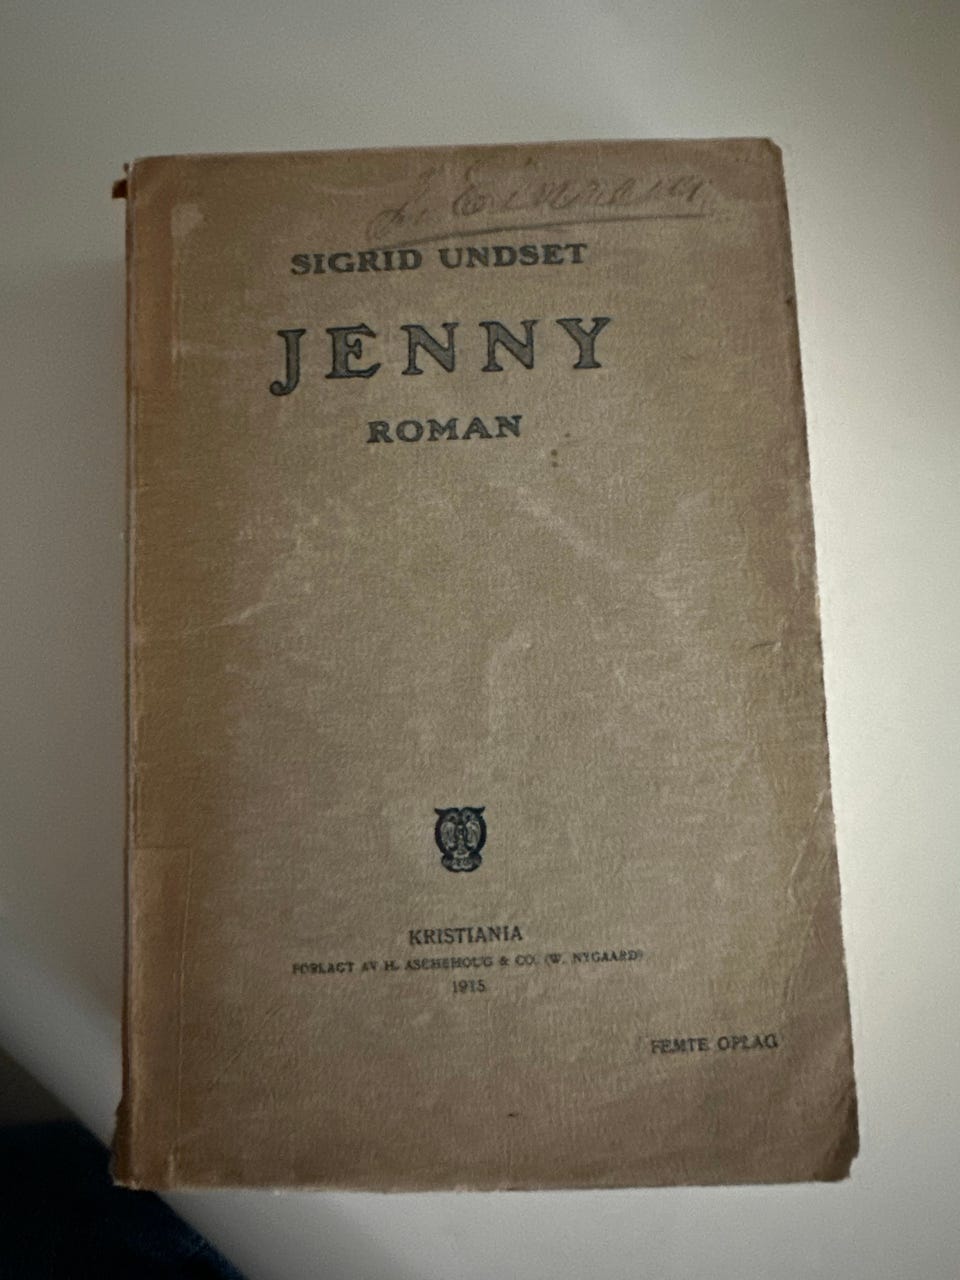 SIGRID UNDSET
JENNY
ROMAN
KRISTIANIA
FORLAGT AV H. ASCHEHOUG & CO. (W. NYGAARD)
1915
FEMTE OPLAG